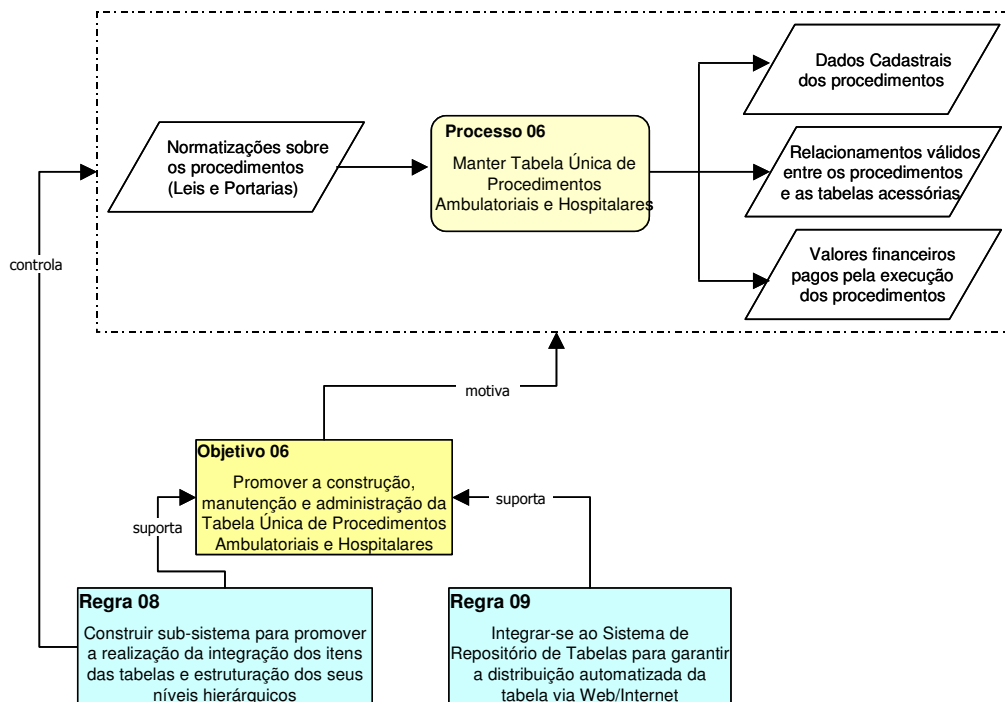 Dados Cadastrais
dos procedimentos
Processo 06
Normatizações sobre
os procedimentos
(Leis e Portarias)
Manter Tabela Única de
Procedimentos
Ambulatoriais e Hospitalares
Relacionamentos válidos
entre os procedimentos
e as tabelas acessórias
Valores financeiros
pagos pela execução
dos procedimentos
controla
motiva
Objetivo 06
Promover a construção,
manutenção e administração da
Tabela Única de Procedimentos
Ambulatoriais e Hospitalares
suporta
suporta
Regra 08
Construir sub-sistema para promover
a realização da integração dos itens
das tabelas e estruturação dos seus
níveis hierárquicos
Regra 09
Integrar-se ao Sistema de
Repositório de Tabelas para garantir
a distribuição automatizada da
tabela via Web/Internet